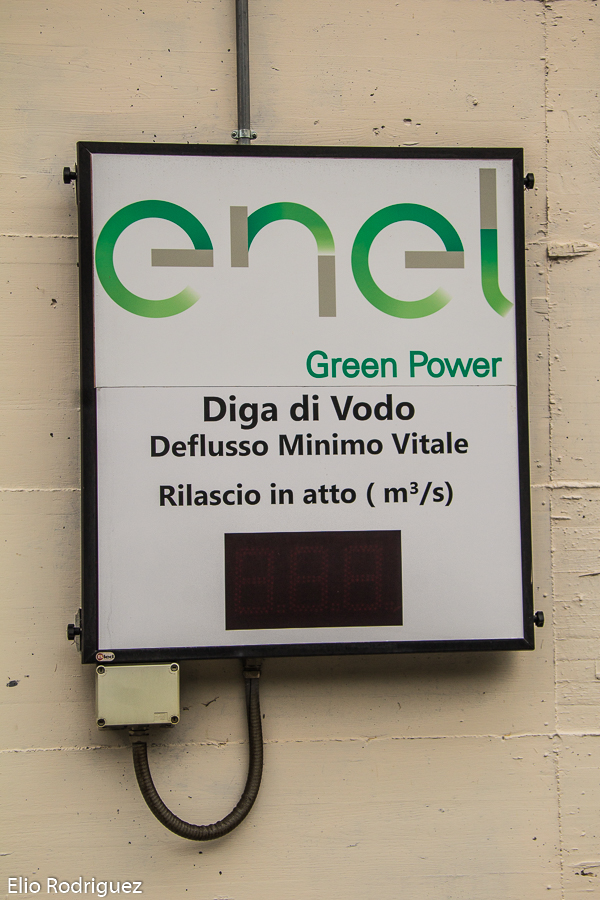 enel
Green Power
Diga di Vodo
Deflusso Minimo Vitale
Rilascio in atto ( m³/s)
Elio Rodriguez